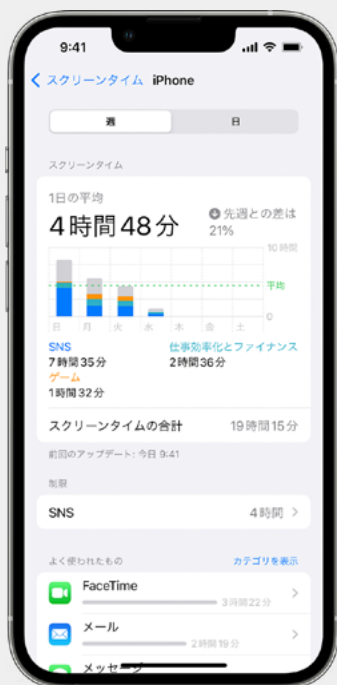 9:41
スクリーンタイム iPhone
週 日
スクリーンタイム
1日の平均
4時間48分
先週との差は
21%
10時間
平均
0
日 月 火 水 木 金 土
SNS 仕事効率化とファイナンス
7時間35分 2時間36分
ゲーム
1時間32分
スクリーンタイムの合計 19時間15分
前回のアップデート: 今日 9:41
制限
SNS 4時間
よく使われたもの カテゴリを表示
FaceTime
3時間22分
メール
2時間19分
メッセージ